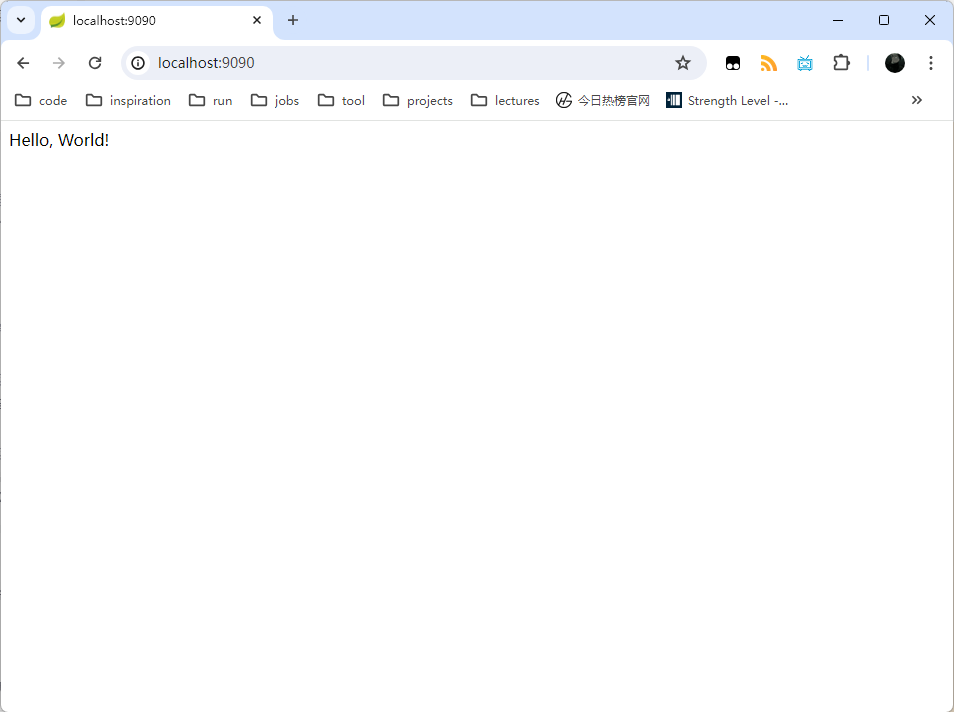 localhost:9090
localhost:9090
code inspiration run jobs tool projects lectures 今日热榜官网 Strength Level -...
Hello, World!